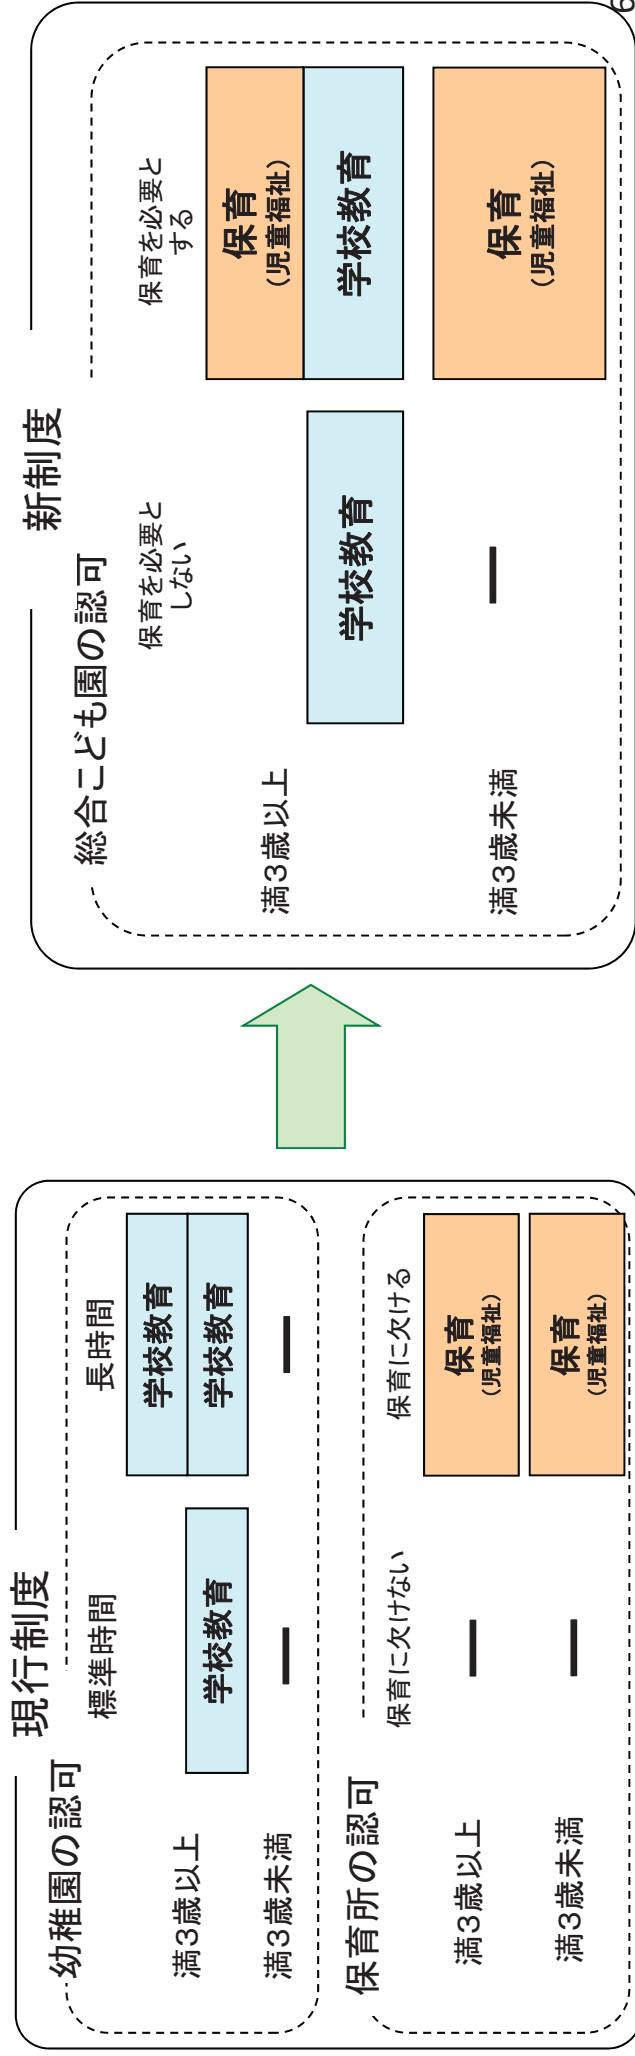 現行制度
幼稚園の認可
標準時間
長時間
満3歳以上
学校教育
学校教育
学校教育
満3歳未満
ー
ー
保育所の認可
保育に欠けない
保育に欠ける
満3歳以上
ー
保育
（児童福祉）
満3歳未満
ー
保育
（児童福祉）
新制度
総合こども園の認可
保育を必要と
しない
保育を必要と
する
満3歳以上
学校教育
保育
（児童福祉）
学校教育
満3歳未満
ー
保育
（児童福祉）